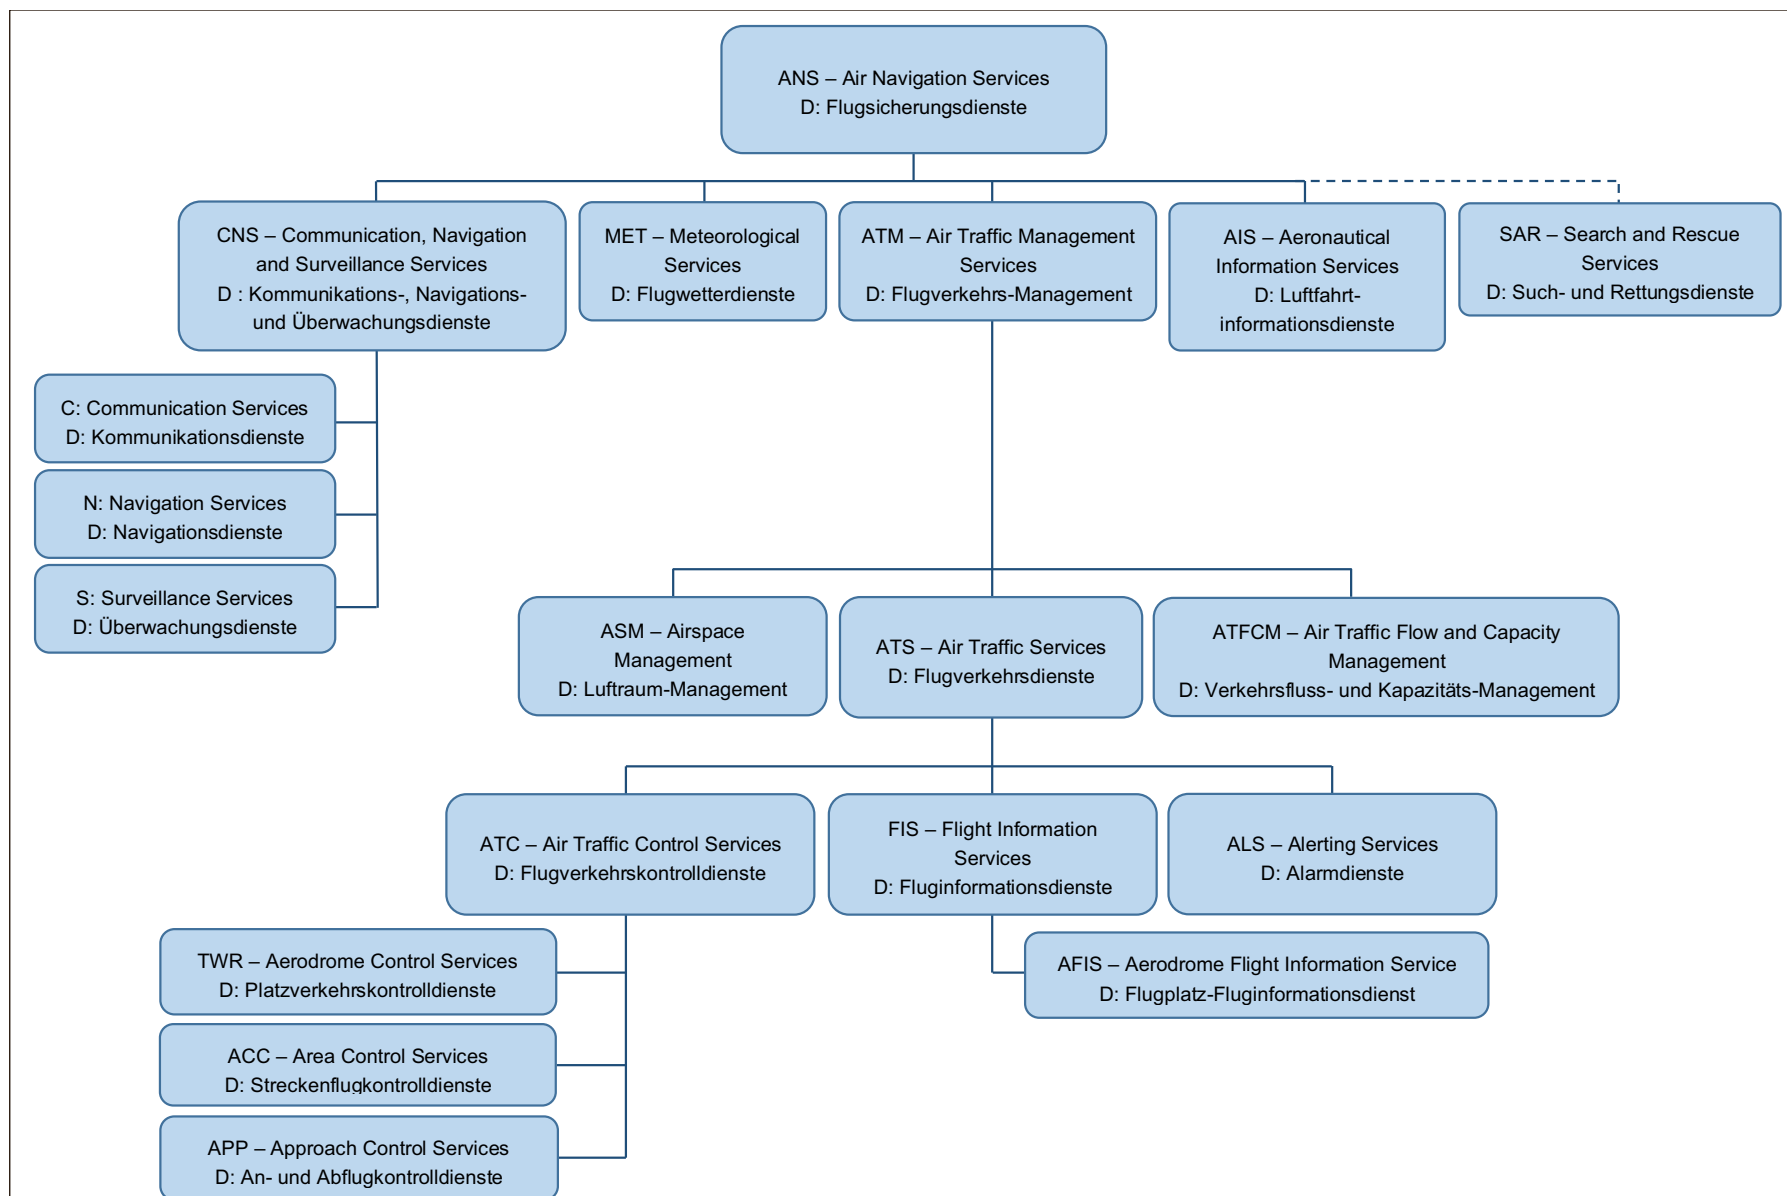 ANS – Air Navigation Services
D: Flugsicherungsdienste
CNS – Communication, Navigation
and Surveillance Services
D : Kommunikations-, Navigations-
und Überwachungsdienste
MET – Meteorological
Services
D: Flugwetterdienste
ATM – Air Traffic Management
Services
D: Flugverkehrs-Management
AIS – Aeronautical
Information Services
D: Luftfahrt-
informationsdienste
SAR – Search and Rescue
Services
D: Such- und Rettungsdienste
C: Communication Services
D: Kommunikationsdienste
N: Navigation Services
D: Navigationsdienste
S: Surveillance Services
D: Überwachungsdienste
ASM – Airspace
Management
D: Luftraum-Management
ATS – Air Traffic Services
D: Flugverkehrsdienste
ATFCM – Air Traffic Flow and Capacity
Management
D: Verkehrsfluss- und Kapazitäts-Management
ATC – Air Traffic Control Services
D: Flugverkehrskontrolldienste
FIS – Flight Information
Services
D: Fluginformationsdienste
ALS – Alerting Services
D: Alarmdienste
TWR – Aerodrome Control Services
D: Platzverkehrskontrolldienste
AFIS – Aerodrome Flight Information Service
D: Flugplatz-Fluginformationsdienst
ACC – Area Control Services
D: Streckenflugkontrolldienste
APP – Approach Control Services
D: An- und Abflugkontrolldienste